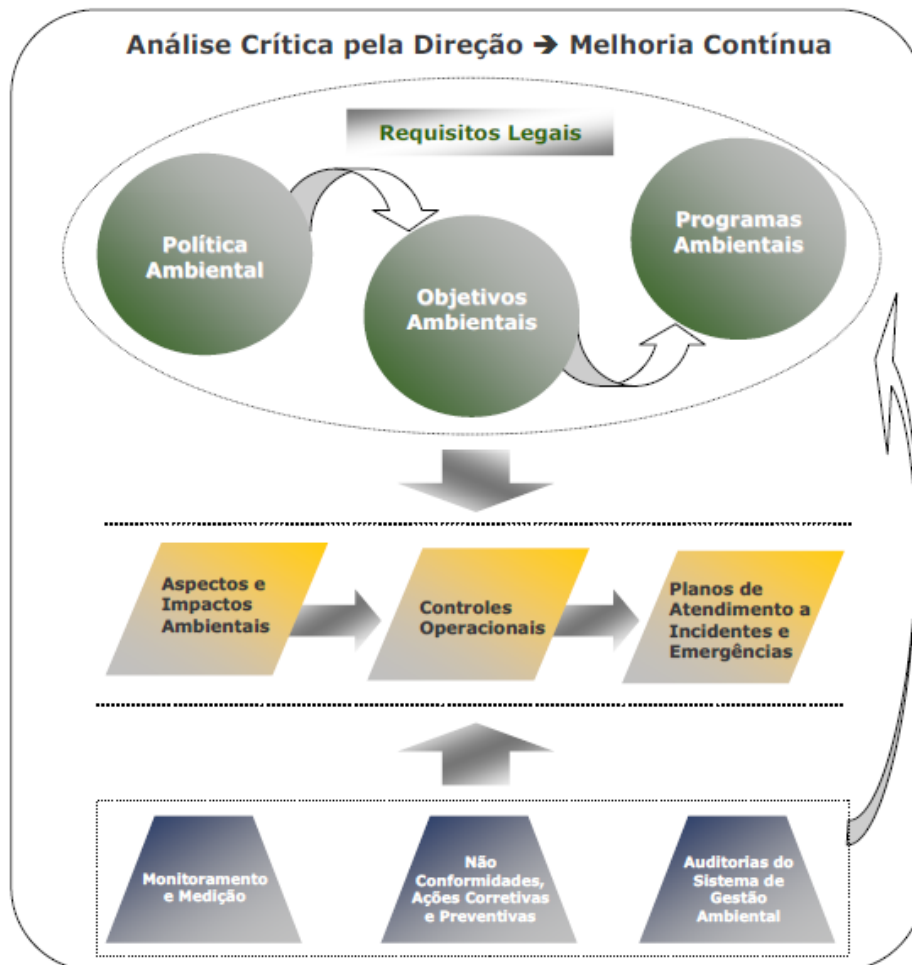 Análise Crítica pela Direção ➔ Melhoria Contínua
Requisitos Legais
Política
Ambiental
Objetivos
Ambientais
Programas
Ambientais
Aspectos e
Impactos
Ambientais
Controles
Operacionais
Planos de
Atendimento a
Incidentes e
Emergências
Monitoramento
e Medição
Não
Conformidades,
Ações Corretivas
e Preventivas
Auditorias do
Sistema de
Gestão
Ambiental